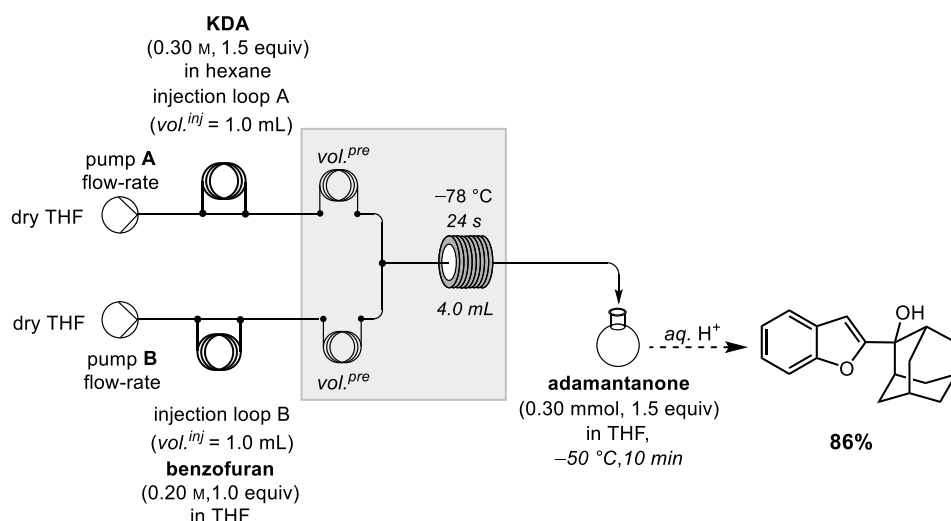 KDA
(0.30 M, 1.5 equiv)
in hexane
injection loop A
(vol.inj = 1.0 mL)
pump A
flow-rate
dry THF
vol.pre
–78 °C
24 s
4.0 mL
dry THF
pump B
flow-rate
vol.pre
injection loop B
(vol.inj = 1.0 mL)
benzofuran
(0.20 M,1.0 equiv)
in THF
adamantanone
(0.30 mmol, 1.5 equiv)
in THF,
–50 °C,10 min
aq. H+
OH
O
86%